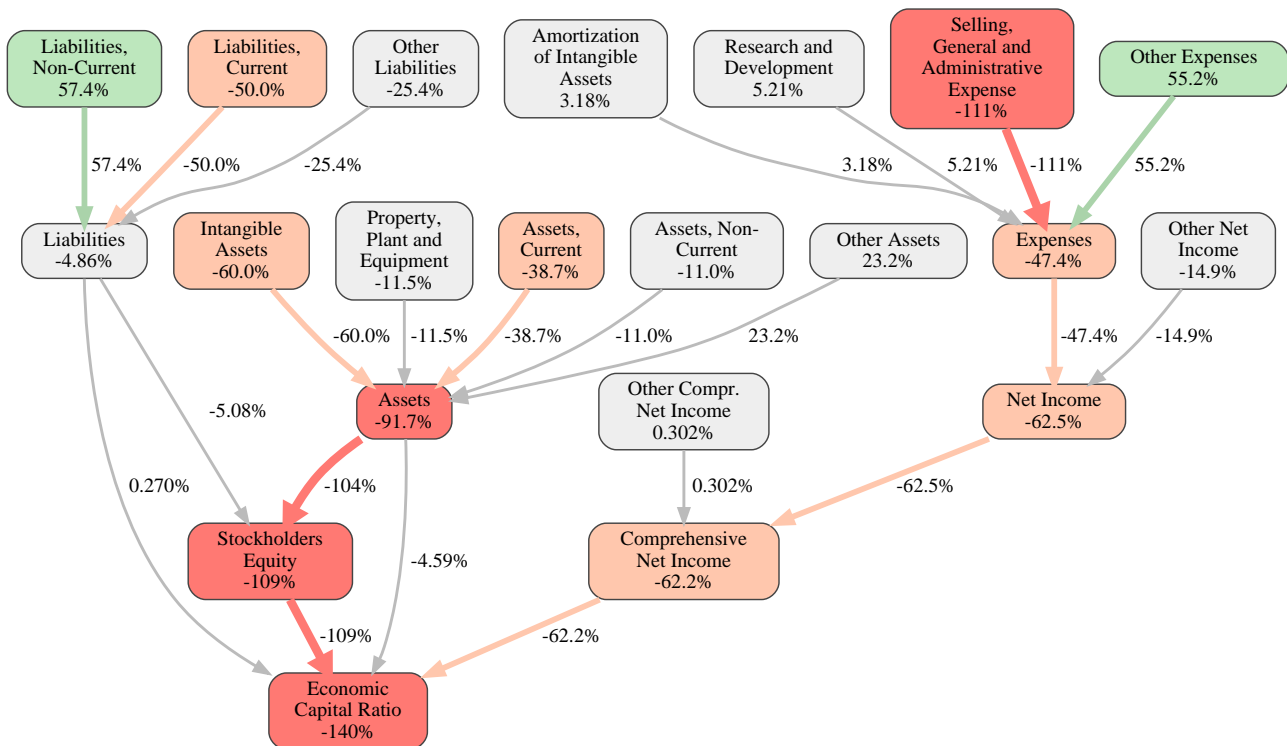 Liabilities,
Non-Current
57.4%
Liabilities,
Current
-50.0%
Other
Liabilities
-25.4%
Amortization
of Intangible
Assets
3.18%
Research and
Development
5.21%
Selling,
General and
Administrative
Expense
-111%
Other Expenses
55.2%
57.4%
-50.0%
-25.4%
3.18%
5.21%
-111%
55.2%
Liabilities
-4.86%
Intangible
Assets
-60.0%
Property,
Plant and
Equipment
-11.5%
Assets,
Current
-38.7%
Assets, Non-
Current
-11.0%
Other Assets
23.2%
Expenses
-47.4%
Other Net
Income
-14.9%
-60.0%
-11.5%
-38.7%
-11.0%
23.2%
-47.4%
-14.9%
-5.08%
Assets
-91.7%
Other Compr.
Net Income
0.302%
Net Income
-62.5%
0.270%
-104%
0.302%
-62.5%
Stockholders
Equity
-109%
-4.59%
Comprehensive
Net Income
-62.2%
-109%
-62.2%
Economic
Capital Ratio
-140%